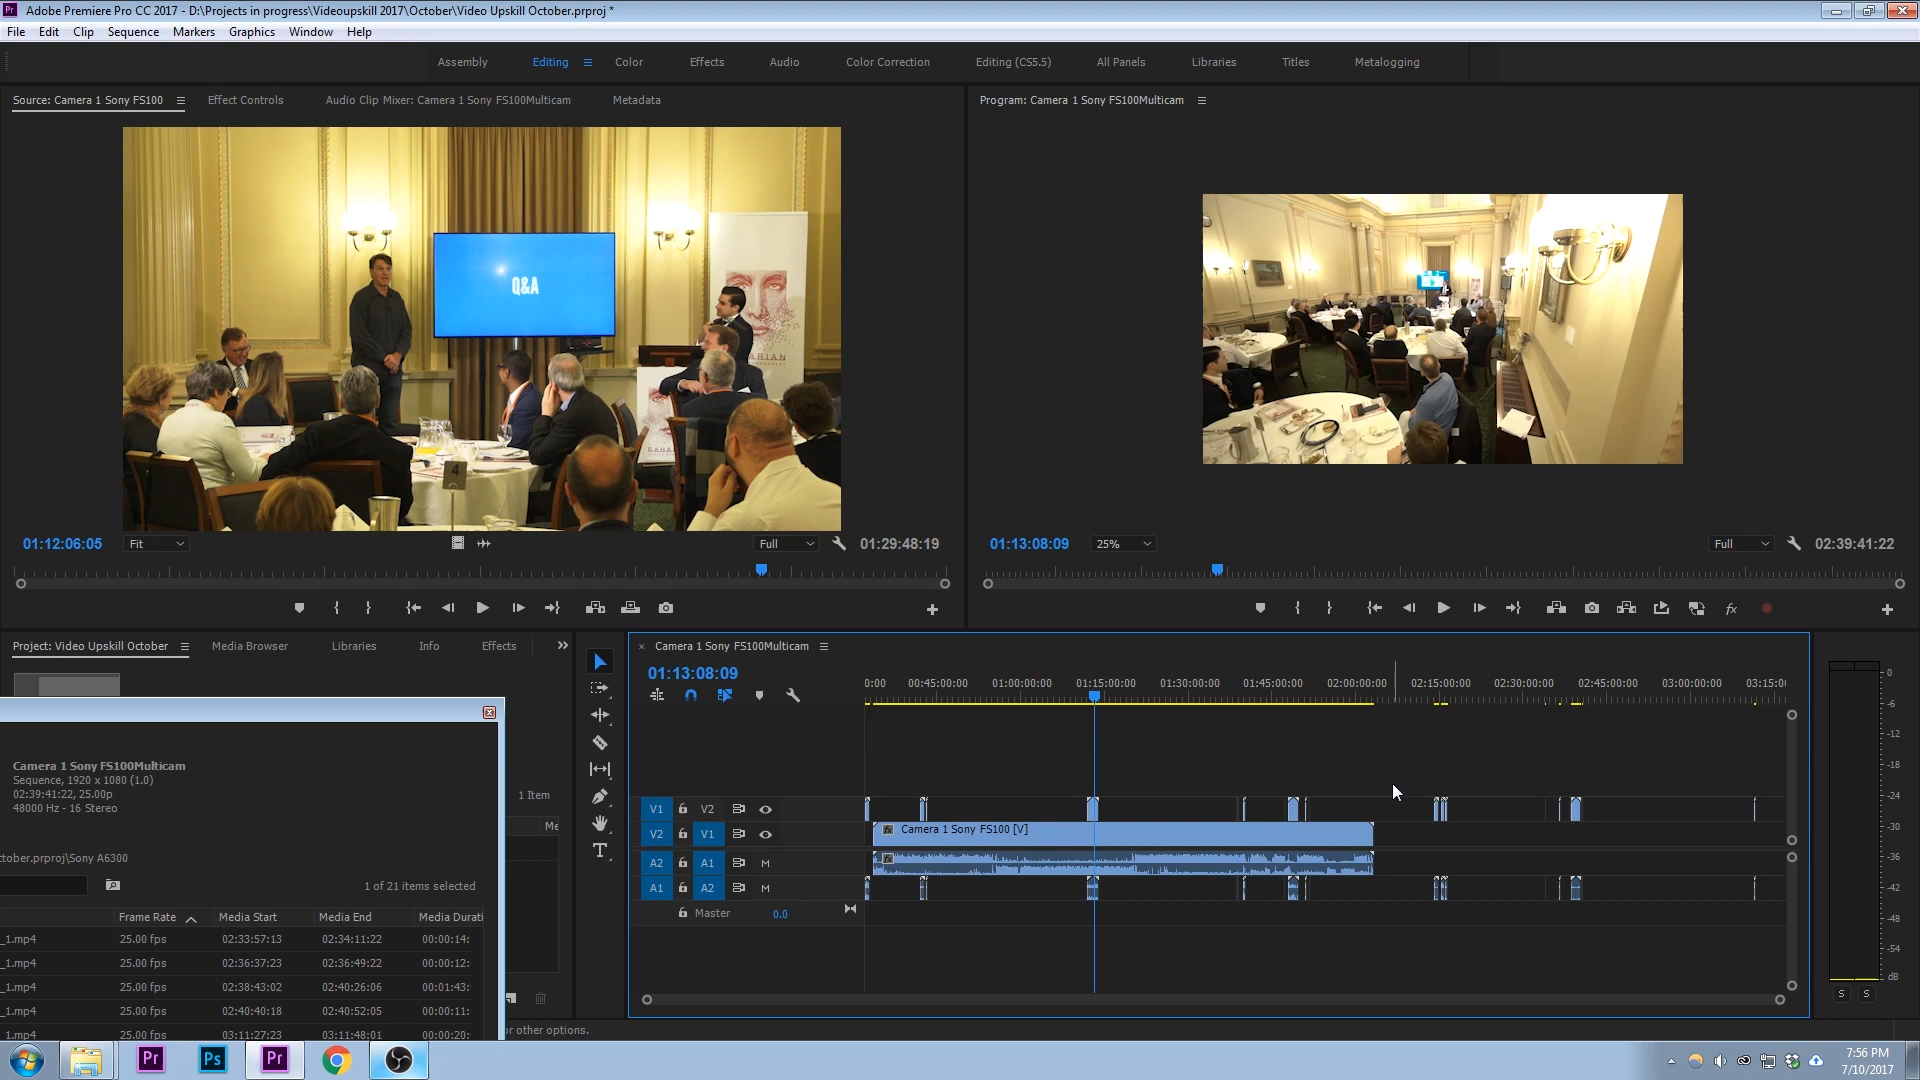 Adobe Premiere Pro CC 2017 - D:\Projects in progress\Videoupskill 2017\October\Video Upskill October.prproj *
File Edit Clip Sequence Markers Graphics Window Help
Assembly Editing Color Effects Audio Color Correction Editing (CS5.5) All Panels Libraries Titles Metalogging
Source: Camera 1 Sony FS100 Effect Controls Audio Clip Mixer: Camera 1 Sony FS100Multicam Metadata
Program: Camera 1 Sony FS100Multicam
Q&A
4
01:12:06:05 Fit Full 01:29:48:19
01:13:08:09 25% Full 02:39:41:22
Project: Video Upskill October Media Browser Libraries Info Effects
Camera 1 Sony FS100Multicam
01:13:08:09
0:00 00:45:00:00 01:00:00:00 01:15:00:00 01:30:00:00 01:45:00:00 02:00:00:00 02:15:00:00 02:30:00:00 02:45:00:00 03:00:00:00 03:15:0
V1 V2
V2 V1 Camera 1 Sony FS100 [V]
A2 A1 M
A1 A2 M
Master 0.0
0
-6
-12
-18
-24
-30
-36
-42
-48
-54
dB
S S
Camera 1 Sony FS100Multicam
Sequence, 1920 x 1080 (1.0)
02:39:41:22, 25.00p
48000 Hz - 16 Stereo
1 Item
Me
ctober.prproj\Sony A6300
1 of 21 items selected
Frame Rate Media Start Media End Media Durati
_1.mp4 25.00 fps 02:33:57:13 02:34:11:22 00:00:14:
_1.mp4 25.00 fps 02:36:37:23 02:36:49:22 00:00:12:
_1.mp4 25.00 fps 02:38:43:02 02:40:26:06 00:01:43:
_1.mp4 25.00 fps 02:40:40:18 02:40:52:05 00:00:11:
_1.mp4 25.00 fps 03:11:27:23 03:11:48:01 00:00:20:
or other options.
7:56 PM
7/10/2017